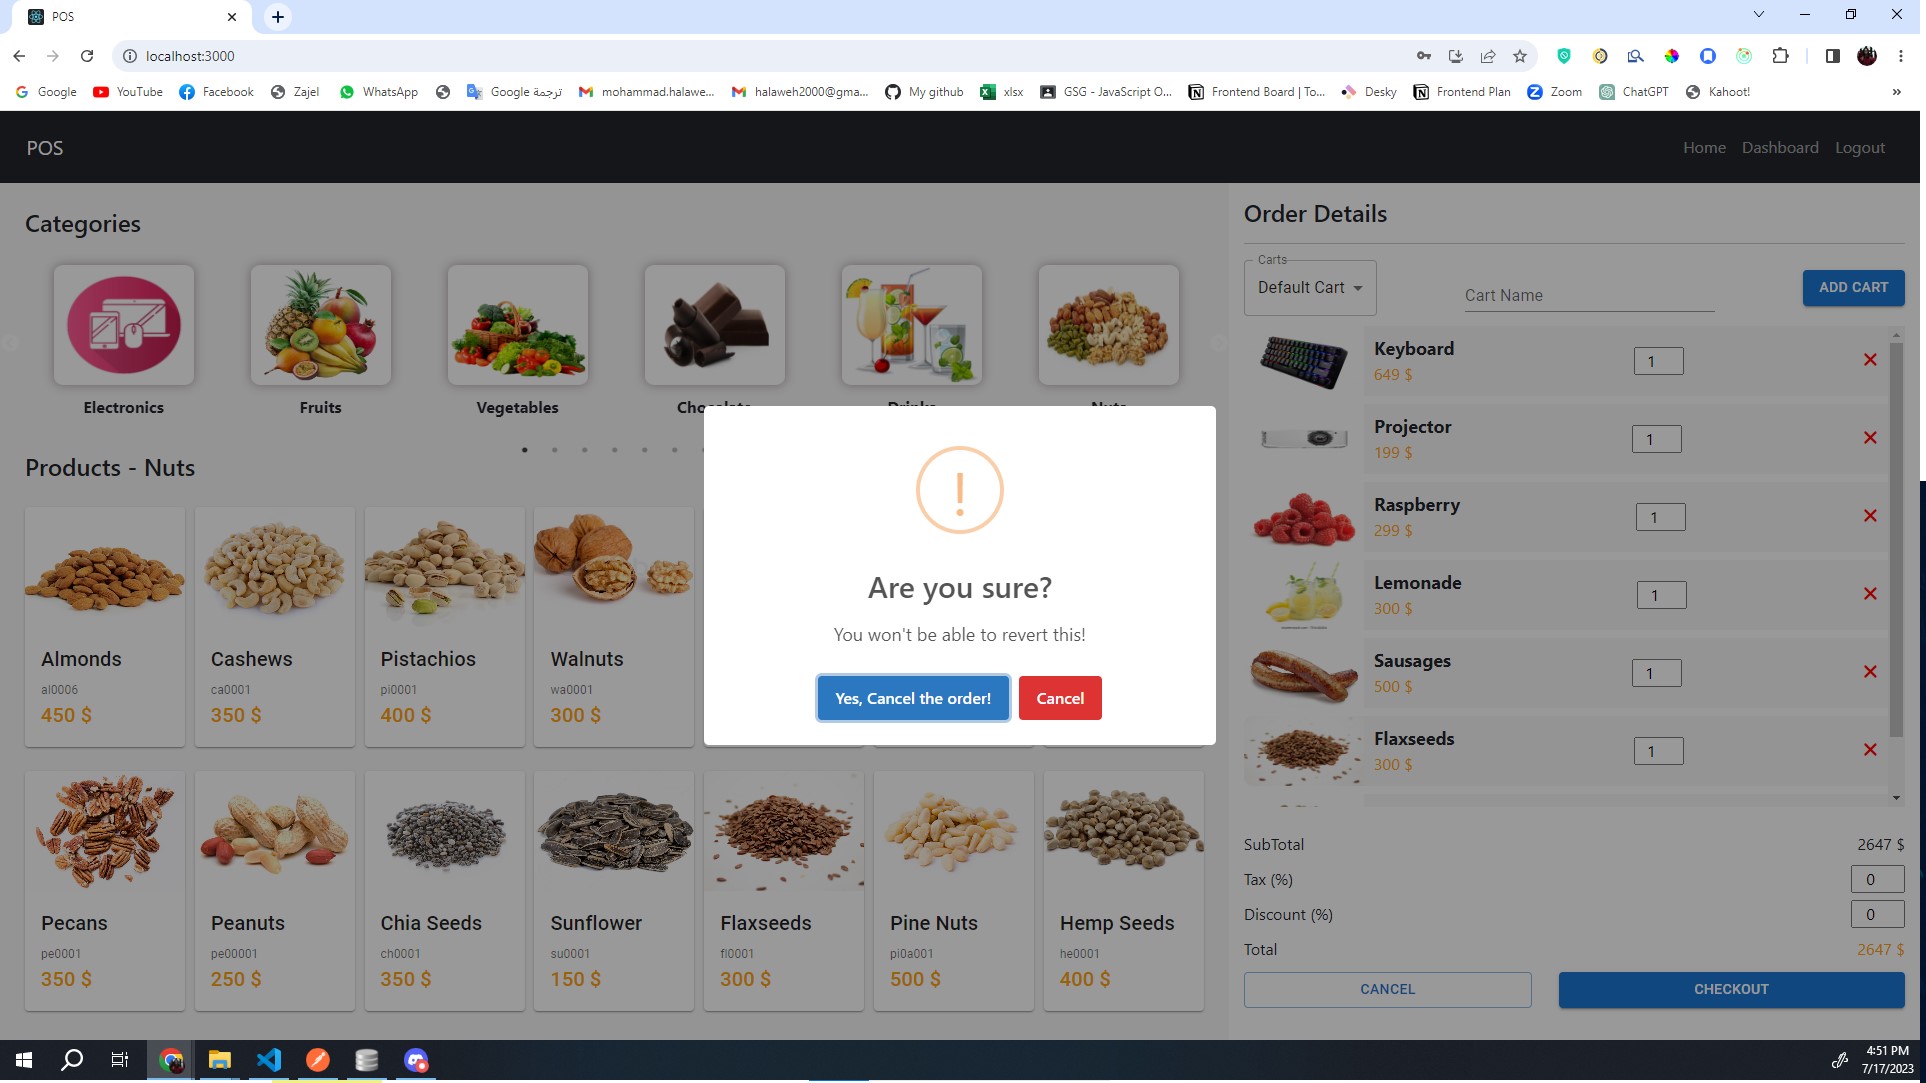 POS
localhost:3000
Google
YouTube
Facebook
Zajel
WhatsApp
Google ترجمة
mohammad.halawe...
halaweh2000@gma...
My github
xlsx
GSG - JavaScript O...
Frontend Board | To...
Desky
Frontend Plan
Zoom
ChatGPT
Kahoot!
»
POS
Home
Dashboard
Logout
Categories
Electronics
Fruits
Vegetables
Products - Nuts
Almonds
al0006
450 $
Cashews
ca0001
350 $
Pistachios
pi0001
400 $
Walnuts
wa0001
300 $
Pecans
pe0001
350 $
Peanuts
pe00001
250 $
Chia Seeds
ch0001
350 $
Sunflower
su0001
150 $
Flaxseeds
fl0001
300 $
Pine Nuts
pi0a001
500 $
Hemp Seeds
he0001
400 $
!
Are you sure?
You won't be able to revert this!
Yes, Cancel the order!
Cancel
Order Details
Carts
Default Cart
Cart Name
ADD CART
Keyboard
649 $
1
Projector
199 $
1
Raspberry
299 $
1
Lemonade
300 $
1
Sausages
500 $
1
Flaxseeds
300 $
1
SubTotal
2647 $
Tax (%)
0
Discount (%)
0
Total
2647 $
CANCEL
CHECKOUT
4:51 PM
7/17/2023